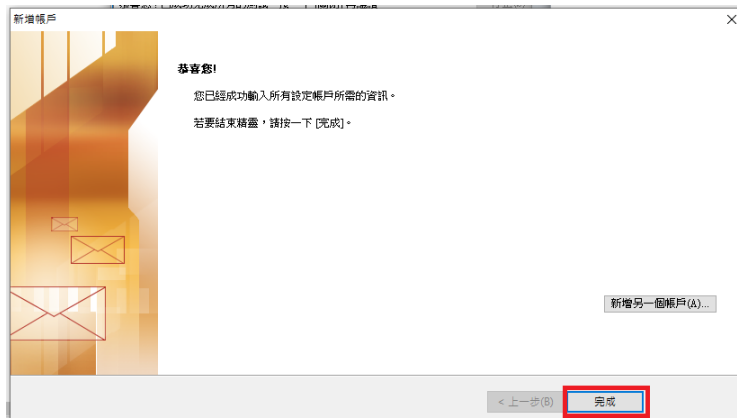 新增帳戶
恭喜您!
您已經成功輸入所有設定帳戶所需的資訊。
若要結束精靈，請按一下 [完成]。
新增另一個帳戶(A)...
< 上一步(B)
完成